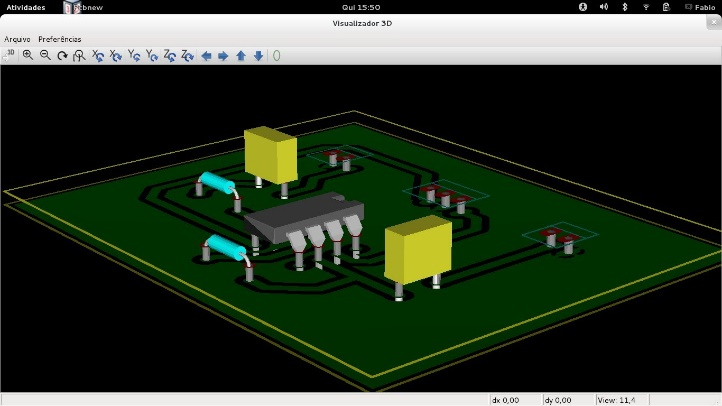 Atividades
Qui 15:50
Fabio
Visualizador 3D
Arquivo Preferências
3D
dx 0,00 dy 0,00 View: 11,4